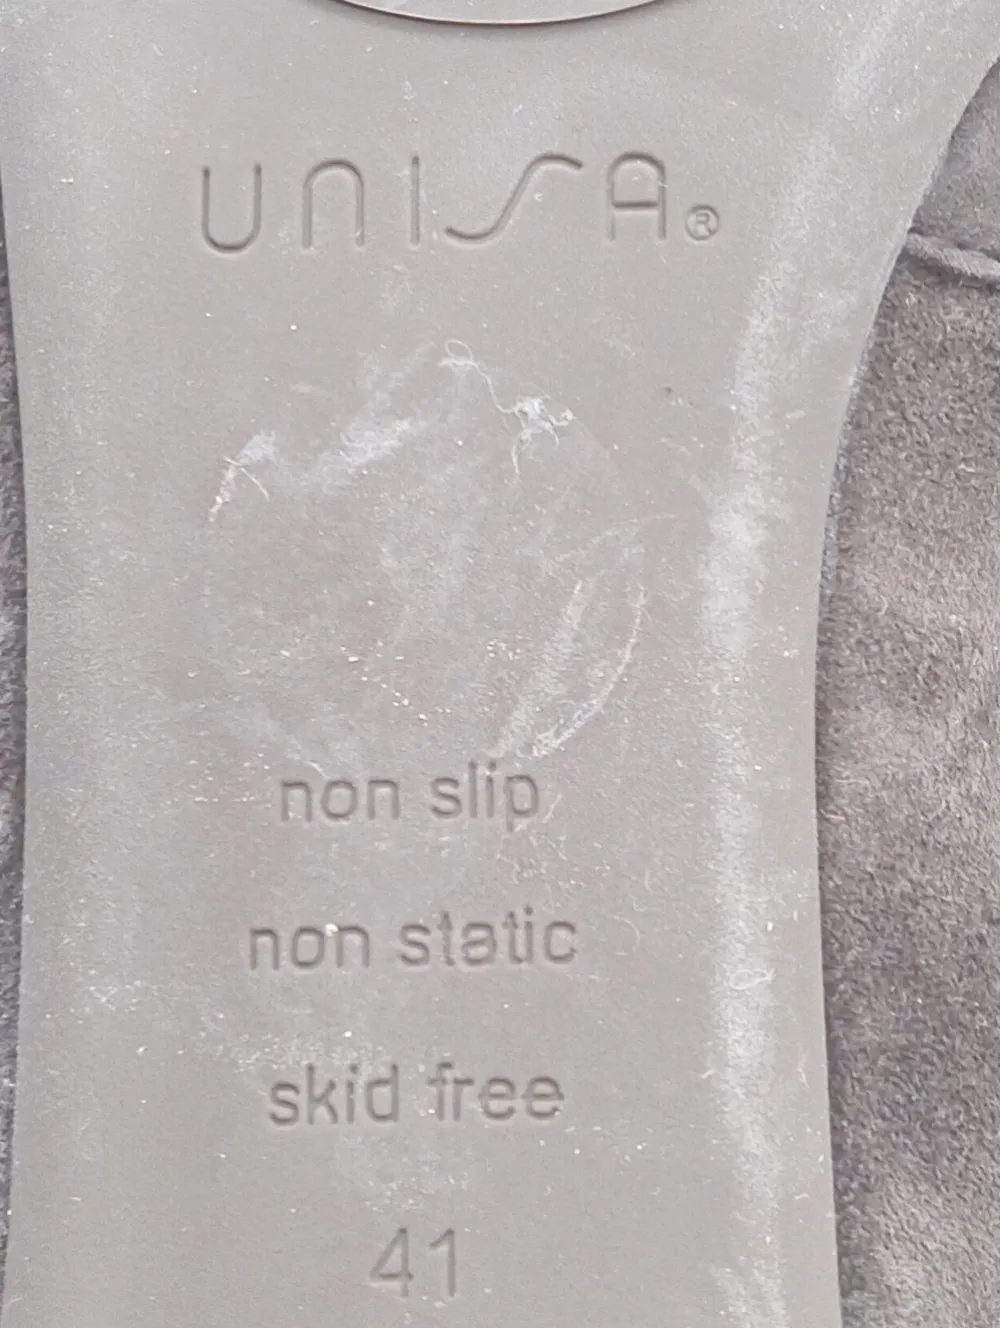 UNISA®
non slip
non static
skid free
41